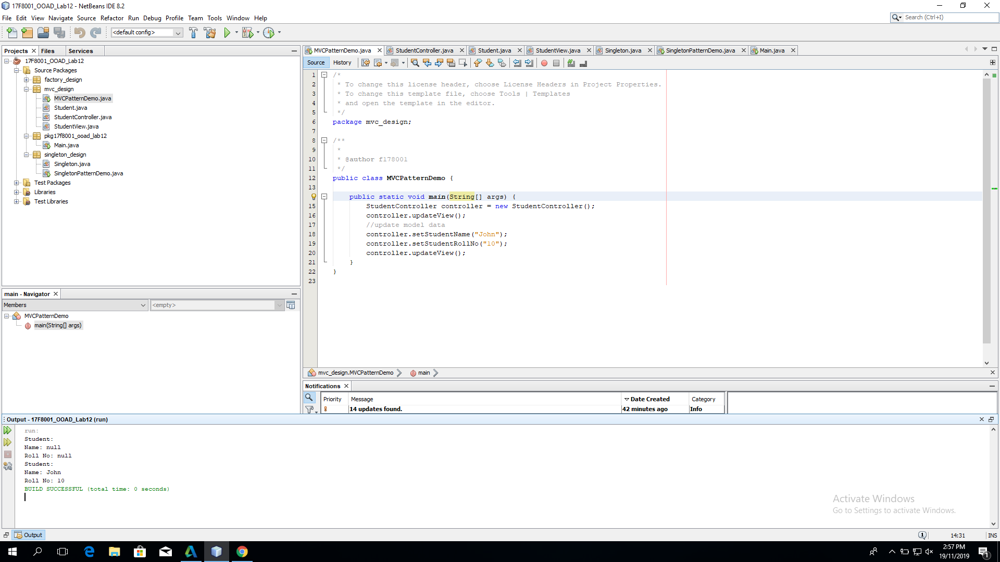 17F8001_OOAD_Lab12 - NetBeans IDE 8.2
File Edit View Navigate Source Refactor Run Debug Profile Team Tools Window Help
Search (Ctrl+I)
<default config>
Projects Files Services
17F8001_OOAD_Lab12
Source Packages
factory_design
mvc_design
MVCPatternDemo.java
Student.java
StudentController.java
StudentView.java
pkg17f8001_ooad_lab12
Main.java
singleton_design
Singleton.java
SingletonPatternDemo.java
Test Packages
Libraries
Test Libraries
main - Navigator
Members <empty>
MVCPatternDemo
main(String[] args)
MVCPatternDemo.java StudentController.java Student.java StudentView.java Singleton.java SingletonPatternDemo.java Main.java
Source History
1 /*
2 * To change this license header, choose License Headers in Project Properties.
3 * To change this template file, choose Tools | Templates
4 * and open the template in the editor.
5 */
6 package mvc_design;
7
8 /**
9 *
10 * @author f178001
11 */
12 public class MVCPatternDemo {
13
public static void main(String[] args) {
15 StudentController controller = new StudentController();
16 controller.updateView();
17 //update model data
18 controller.setStudentName("John");
19 controller.setStudentRollNo("10");
20 controller.updateView();
21 }
22 }
23
mvc_design.MVCPatternDemo main
Notifications
Priority Message Date Created Category
14 updates found. 42 minutes ago Info
Output - 17F8001_OOAD_Lab12 (run)
run:
Student:
Name: null
Roll No: null
Student:
Name: John
Roll No: 10
BUILD SUCCESSFUL (total time: 0 seconds)
Activate Windows
Go to Settings to activate Windows.
Output
1 14:31 INS
2:57 PM
19/11/2019
1